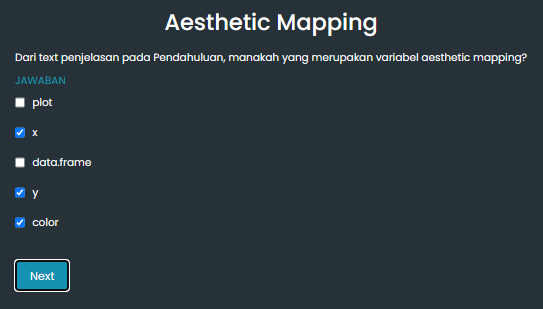 Aesthetic Mapping
Dari text penjelasan pada Pendahuluan, manakah yang merupakan variabel aesthetic mapping?
JAWABAN
plot
x
data.frame
y
color
Next